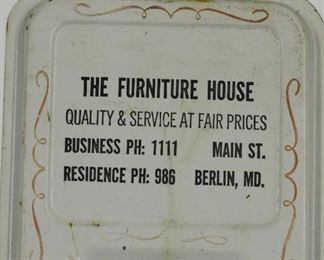 THE FURNITURE HOUSE
QUALITY & SERVICE AT FAIR PRICES
BUSINESS PH: 1111 MAIN ST.
RESIDENCE PH: 986 BERLIN, MD.